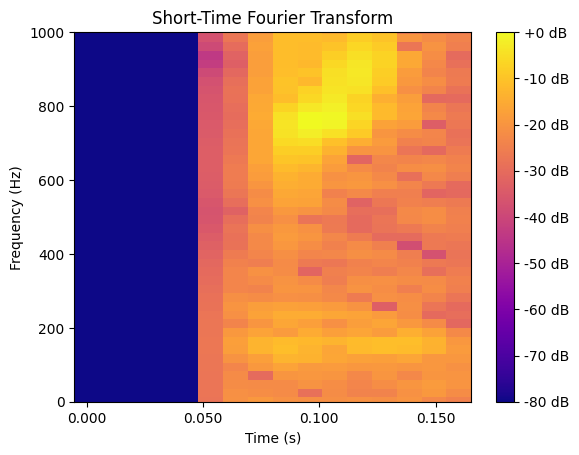 Short-Time Fourier Transform
Frequency (Hz)
1000
800
600
400
200
0
0.000
0.050
0.100
0.150
Time (s)
+0 dB
-10 dB
-20 dB
-30 dB
-40 dB
-50 dB
-60 dB
-70 dB
-80 dB